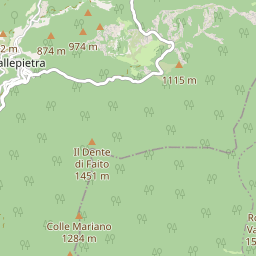 2 m
874 m
974 m
allepietra
1115 m
Il Dente
di Faito
1451 m
Colle Mariano
1284 m
Ro
Va
15